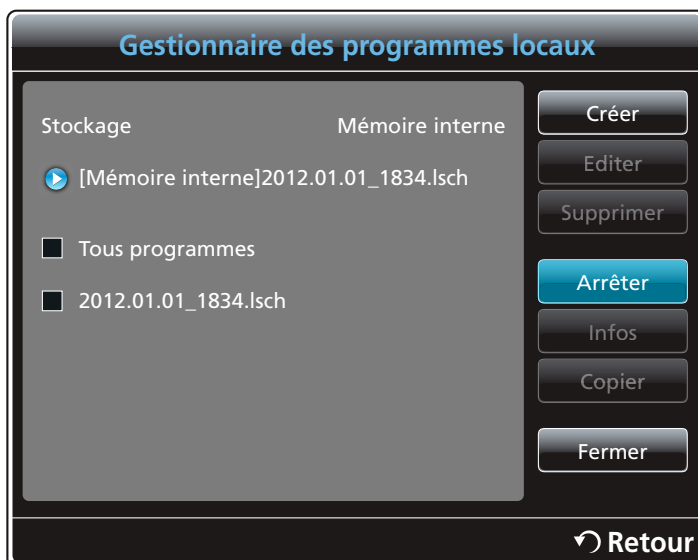 Gestionnaire des programmes locaux
Stockage Mémoire interne
[Mémoire interne]2012.01.01_1834.lsch
Tous programmes
2012.01.01_1834.lsch
Créer
Editer
Supprimer
Arrêter
Infos
Copier
Fermer
Retour